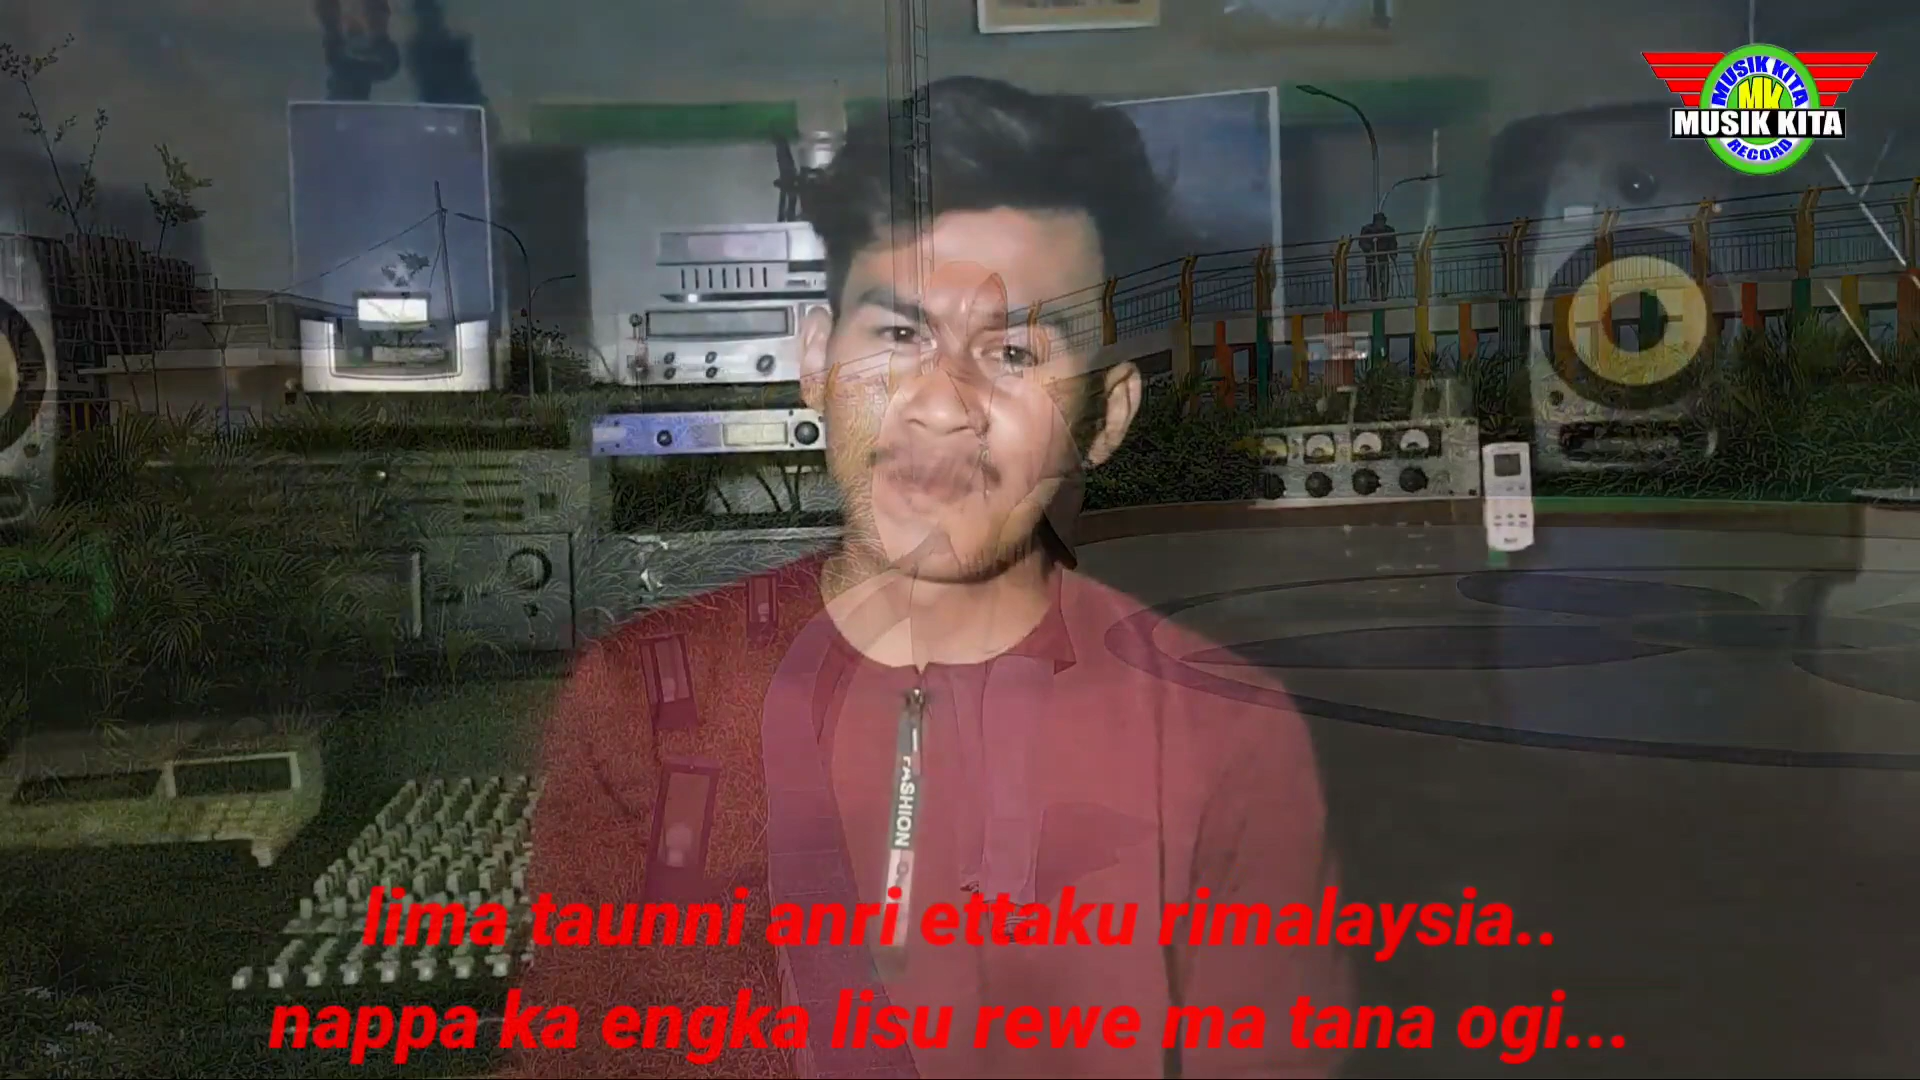 MUSIK KITA
MK
MUSIK KITA
RECORD
FASHION
lima taunni anri ettaku rimalaysia..
nappa ka engka lisu rewe ma tana ogi...